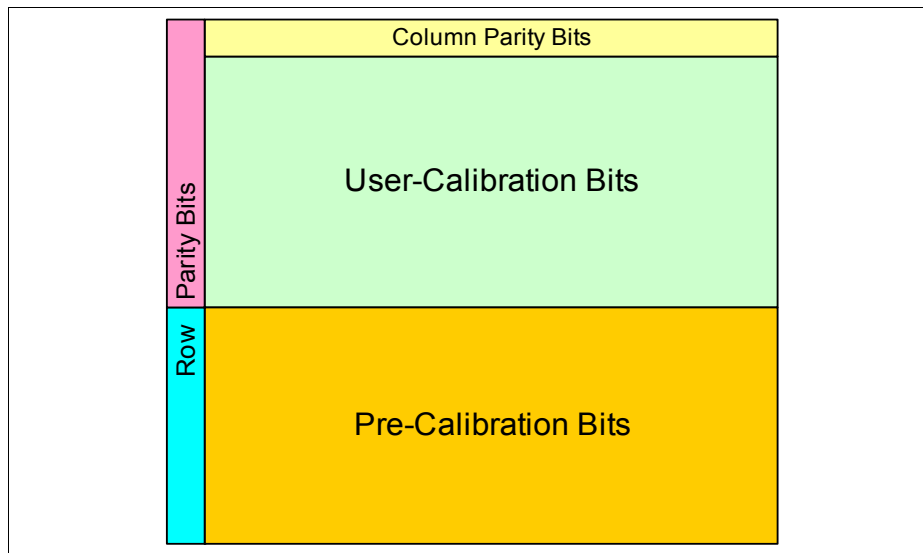 Column Parity Bits
User-Calibration Bits
Row Parity Bits
Pre-Calibration Bits